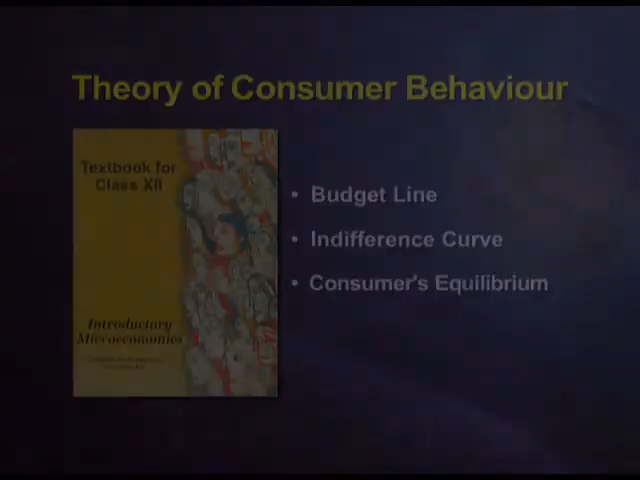 Theory of Consumer Behaviour
Textbook for
Class XII
• Budget Line
• Indifference Curve
• Consumer's Equilibrium
Introductory
Microeconomics